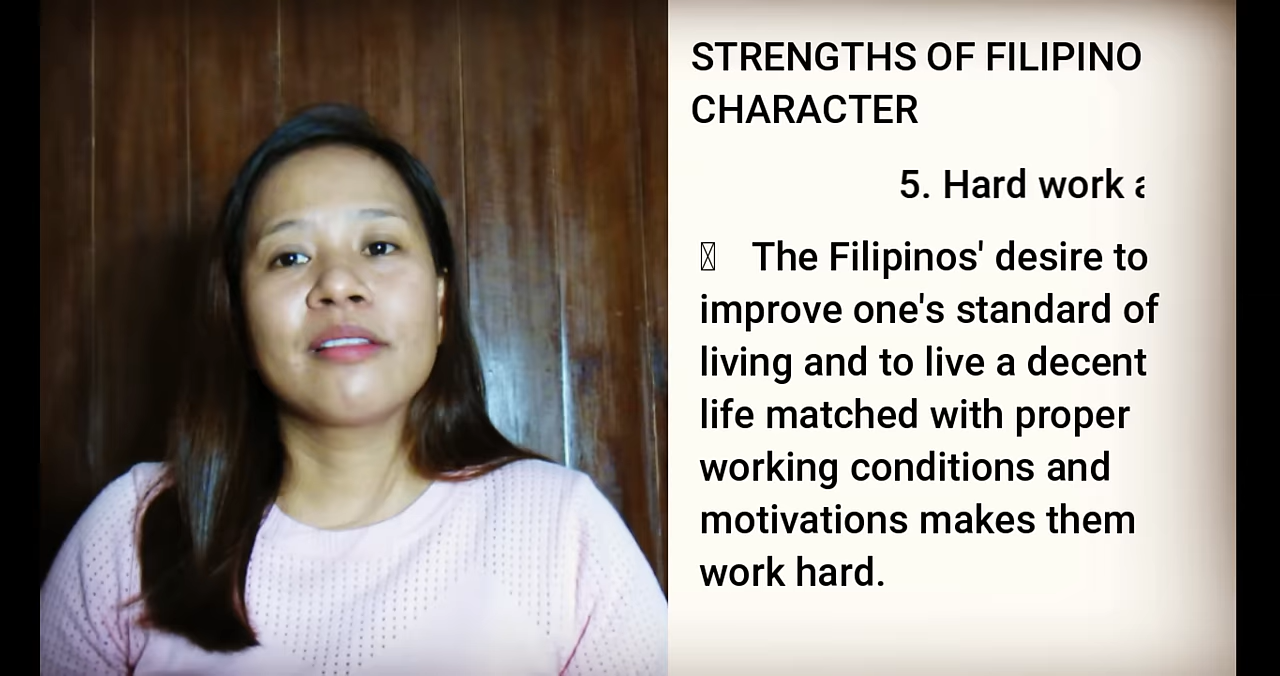 STRENGTHS OF FILIPINO
CHARACTER
5. Hard work a
The Filipinos' desire to
improve one's standard of
living and to live a decent
life matched with proper
working conditions and
motivations makes them
work hard.